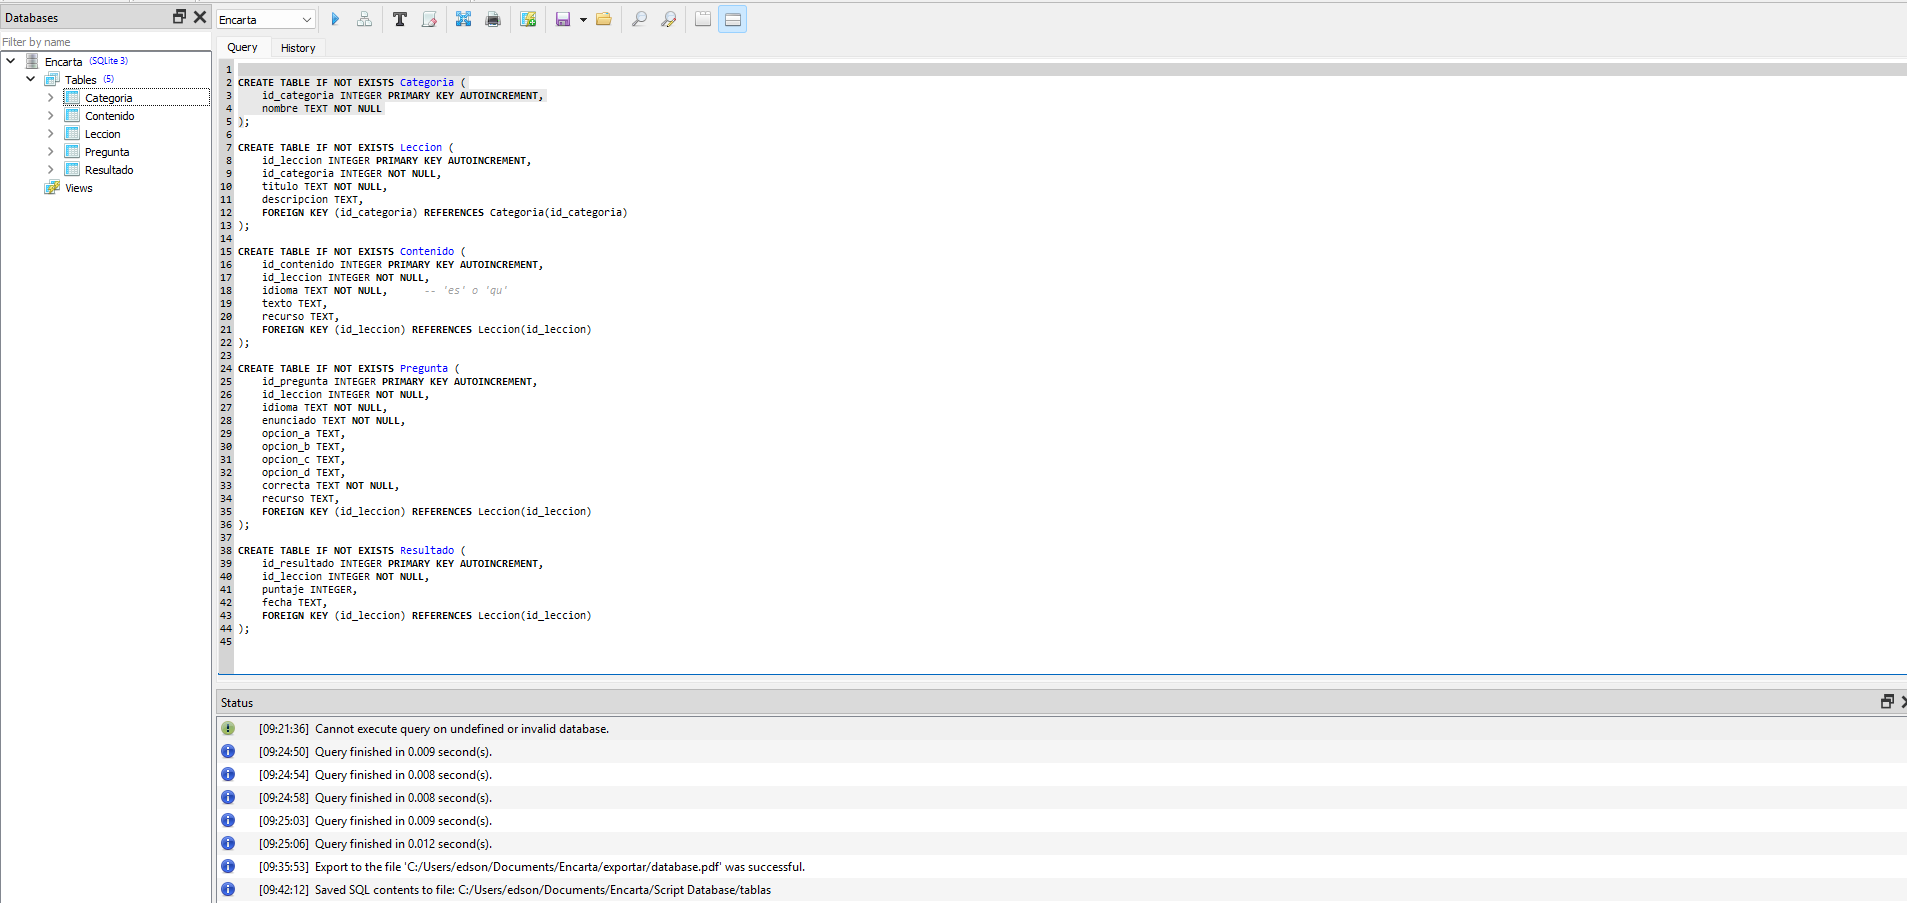 Databases
Filter by name
Encarta (SQLite 3)
Tables (5)
Categoria
Contenido
Leccion
Pregunta
Resultado
Views
Encarta
Query History
1
2 CREATE TABLE IF NOT EXISTS Categoria (
3 id_categoria INTEGER PRIMARY KEY AUTOINCREMENT,
4 nombre TEXT NOT NULL
5 );
6
7 CREATE TABLE IF NOT EXISTS Leccion (
8 id_leccion INTEGER PRIMARY KEY AUTOINCREMENT,
9 id_categoria INTEGER NOT NULL,
10 titulo TEXT NOT NULL,
11 descripcion TEXT,
12 FOREIGN KEY (id_categoria) REFERENCES Categoria(id_categoria)
13 );
14
15 CREATE TABLE IF NOT EXISTS Contenido (
16 id_contenido INTEGER PRIMARY KEY AUTOINCREMENT,
17 id_leccion INTEGER NOT NULL,
18 idioma TEXT NOT NULL, -- 'es' o 'qu'
19 texto TEXT,
20 recurso TEXT,
21 FOREIGN KEY (id_leccion) REFERENCES Leccion(id_leccion)
22 );
23
24 CREATE TABLE IF NOT EXISTS Pregunta (
25 id_pregunta INTEGER PRIMARY KEY AUTOINCREMENT,
26 id_leccion INTEGER NOT NULL,
27 idioma TEXT NOT NULL,
28 enunciado TEXT NOT NULL,
29 opcion_a TEXT,
30 opcion_b TEXT,
31 opcion_c TEXT,
32 opcion_d TEXT,
33 correcta TEXT NOT NULL,
34 recurso TEXT,
35 FOREIGN KEY (id_leccion) REFERENCES Leccion(id_leccion)
36 );
37
38 CREATE TABLE IF NOT EXISTS Resultado (
39 id_resultado INTEGER PRIMARY KEY AUTOINCREMENT,
40 id_leccion INTEGER NOT NULL,
41 puntaje INTEGER,
42 fecha TEXT,
43 FOREIGN KEY (id_leccion) REFERENCES Leccion(id_leccion)
44 );
45
Status
[09:21:36] Cannot execute query on undefined or invalid database.
[09:24:50] Query finished in 0.009 second(s).
[09:24:54] Query finished in 0.008 second(s).
[09:24:58] Query finished in 0.008 second(s).
[09:25:03] Query finished in 0.009 second(s).
[09:25:06] Query finished in 0.012 second(s).
[09:35:53] Export to the file 'C:/Users/edson/Documents/Encarta/exportar/database.pdf' was successful.
[09:42:12] Saved SQL contents to file: C:/Users/edson/Documents/Encarta/Script Database/tablas